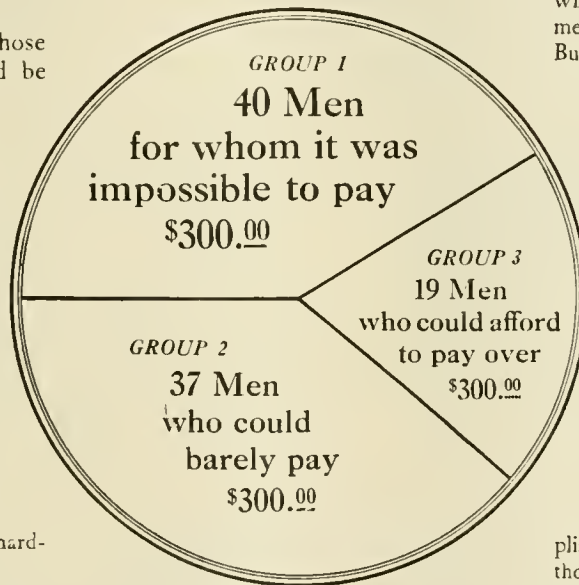 hose
be
GROUP 1
40 Men
for whom it was
impossible to pay
$300.00
GROUP 3
19 Men
who could afford
to pay over
$300.00
GROUP 2
37 Men
who could
barely pay
$300.00
me
Bu
hard-
pli
tho